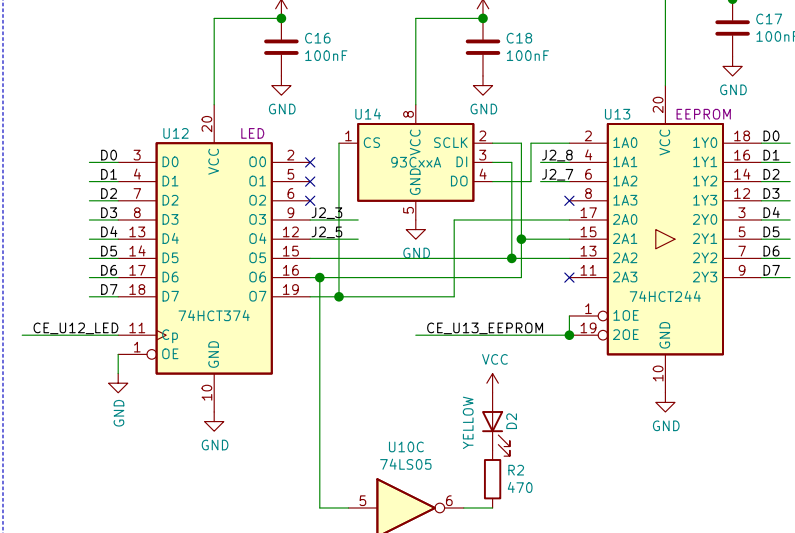 C16
100nF
GND
C18
100nF
GND
C17
100nF
GND
U12
LED
20
VCC
D0 3 D0
D1 4 D1
D2 7 D2
D3 8 D3
D4 13 D4
D5 14 D5
D6 17 D6
D7 18 D7
O0 2
O1 5
O2 6
O3 9 J2_3
O4 12 J2_5
O5 15
O6 16
O7 19
74HCT374
CE_U12_LED 11 Cp
1 OE
GND
10
GND
GND
U14
8
VCC
1 CS
SCLK 2
DI 3
DO 4
93CxxA
GND
5
GND
U13
EEPROM
20
VCC
2 1A0
J2_8 4 1A1
J2_7 6 1A2
8 1A3
17 2A0
15 2A1
13 2A2
11 2A3
1Y0 18 D0
1Y1 16 D1
1Y2 14 D2
1Y3 12 D3
2Y0 3 D4
2Y1 5 D5
2Y2 7 D6
2Y3 9 D7
74HCT244
1 1OE
CE_U13_EEPROM 19 2OE
GND
10
GND
VCC
YELLOW
D2
R2
470
U10C
74LS05
5
6